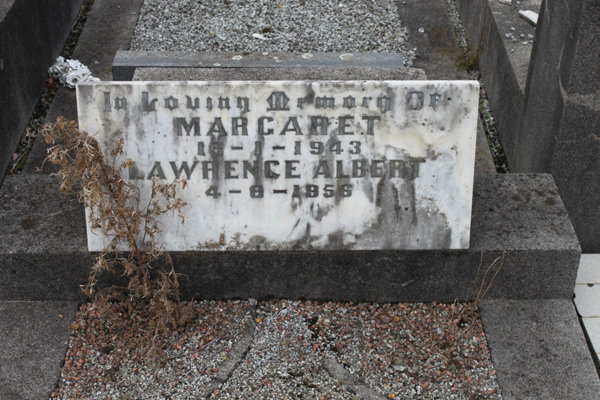 In Loving Memory Of
MARGARET
16-1-1943
LAWRENCE ALBERT
4-8-1956